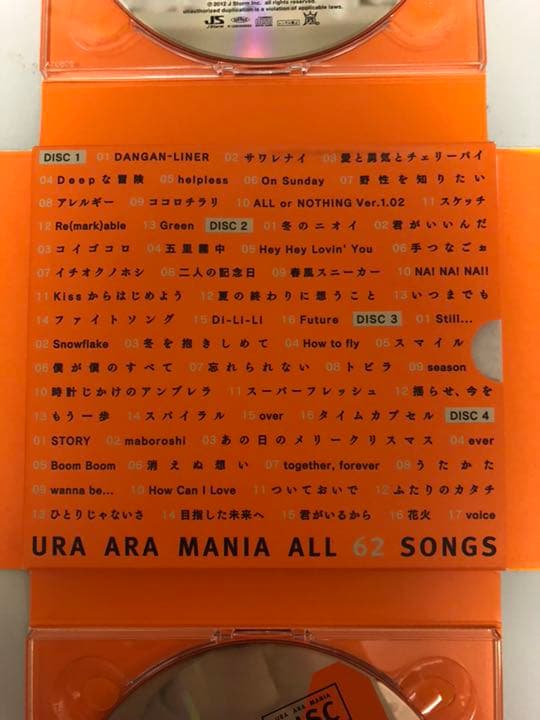 ℗© 2012 J Storm Inc. all rights reserved.
unauthorized duplication is a violation of applicable laws.
JS
嵐
DISC 1 01 DANGAN-LINER 02 サワレナイ 03 愛と勇気とチェリーパイ
04 Deepな冒険 05 helpless 06 On Sunday 07 野性を知りたい
08 アレルギー 09 ココロチラリ 10 ALL or NOTHING Ver.1.02 11 スケッチ
12 Re(mark)able 13 Green DISC 2 01 冬のニオイ 02 君がいいんだ
03 コイゴコロ 04 五里霧中 05 Hey Hey Lovin' You 06 手つなごぉ
07 イチオクノホシ 08 二人の記念日 09 春風スニーカー 10 NA! NA! NA!!
11 Kissからはじめよう 12 夏の終わりに想うこと 13 いつまでも
14 ファイトソング 15 Di-Li-Li 16 Future DISC 3 01 Still...
02 Snowflake 03 冬を抱きしめて 04 How to fly 05 スマイル
06 僕が僕のすべて 07 忘れられない 08 トビラ 09 season
10 時計じかけのアンブレラ 11 スーパーフレッシュ 12 揺らせ、今を
13 もう一歩 14 スパイラル 15 over 16 タイムカプセル DISC 4
01 STORY 02 maboroshi 03 あの日のメリークリスマス 04 ever
05 Boom Boom 06 消えぬ想い 07 together, forever 08 うたかた
09 wanna be... 10 How Can I Love 11 ついておいで 12 ふたりのカタチ
13 ひとりじゃないさ 14 目指した未来へ 15 君がいるから 16 花火 17 voice
URA ARA MANIA ALL 62 SONGS
URA ARA MANIA
DISC